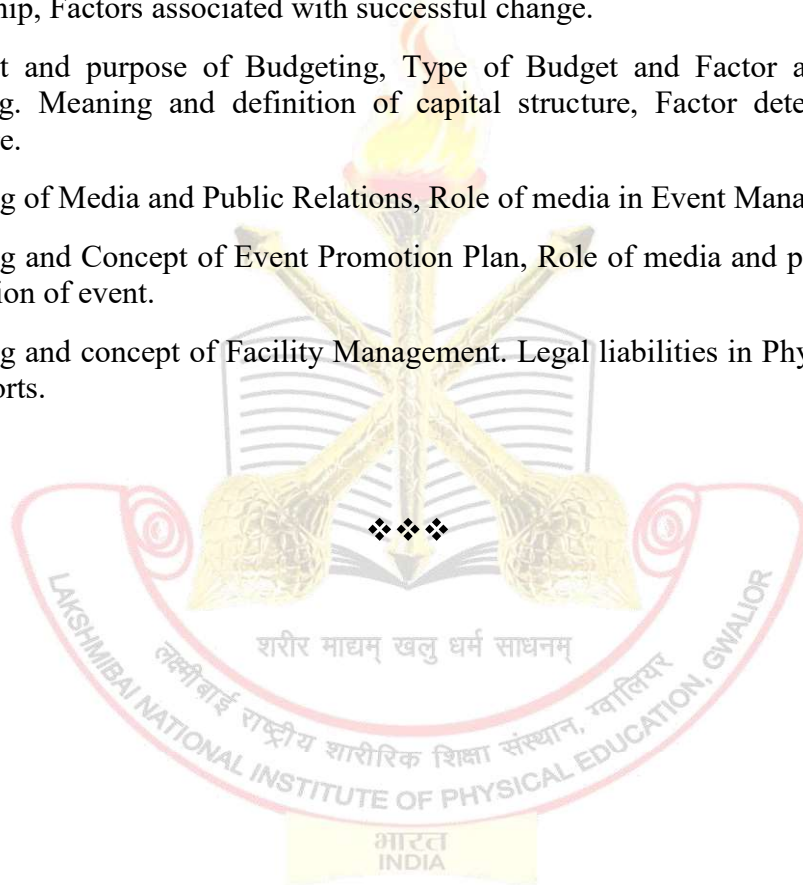 hip, Factors associated with successful change.
t and purpose of Budgeting, Type of Budget and Factor a
g. Meaning and definition of capital structure, Factor dete
e.
g of Media and Public Relations, Role of media in Event Mana
g and Concept of Event Promotion Plan, Role of media and p
ion of event.
g and concept of Facility Management. Legal liabilities in Phy
orts.
शरीर माद्यम् खलु धर्म साधनम्
लक्ष्मीबाई राष्ट्रीय शारीरिक शिक्षा संस्थान, ग्वालियर
LAKSHMIBAI NATIONAL INSTITUTE OF PHYSICAL EDUCATION, GWALIOR
भारत
INDIA